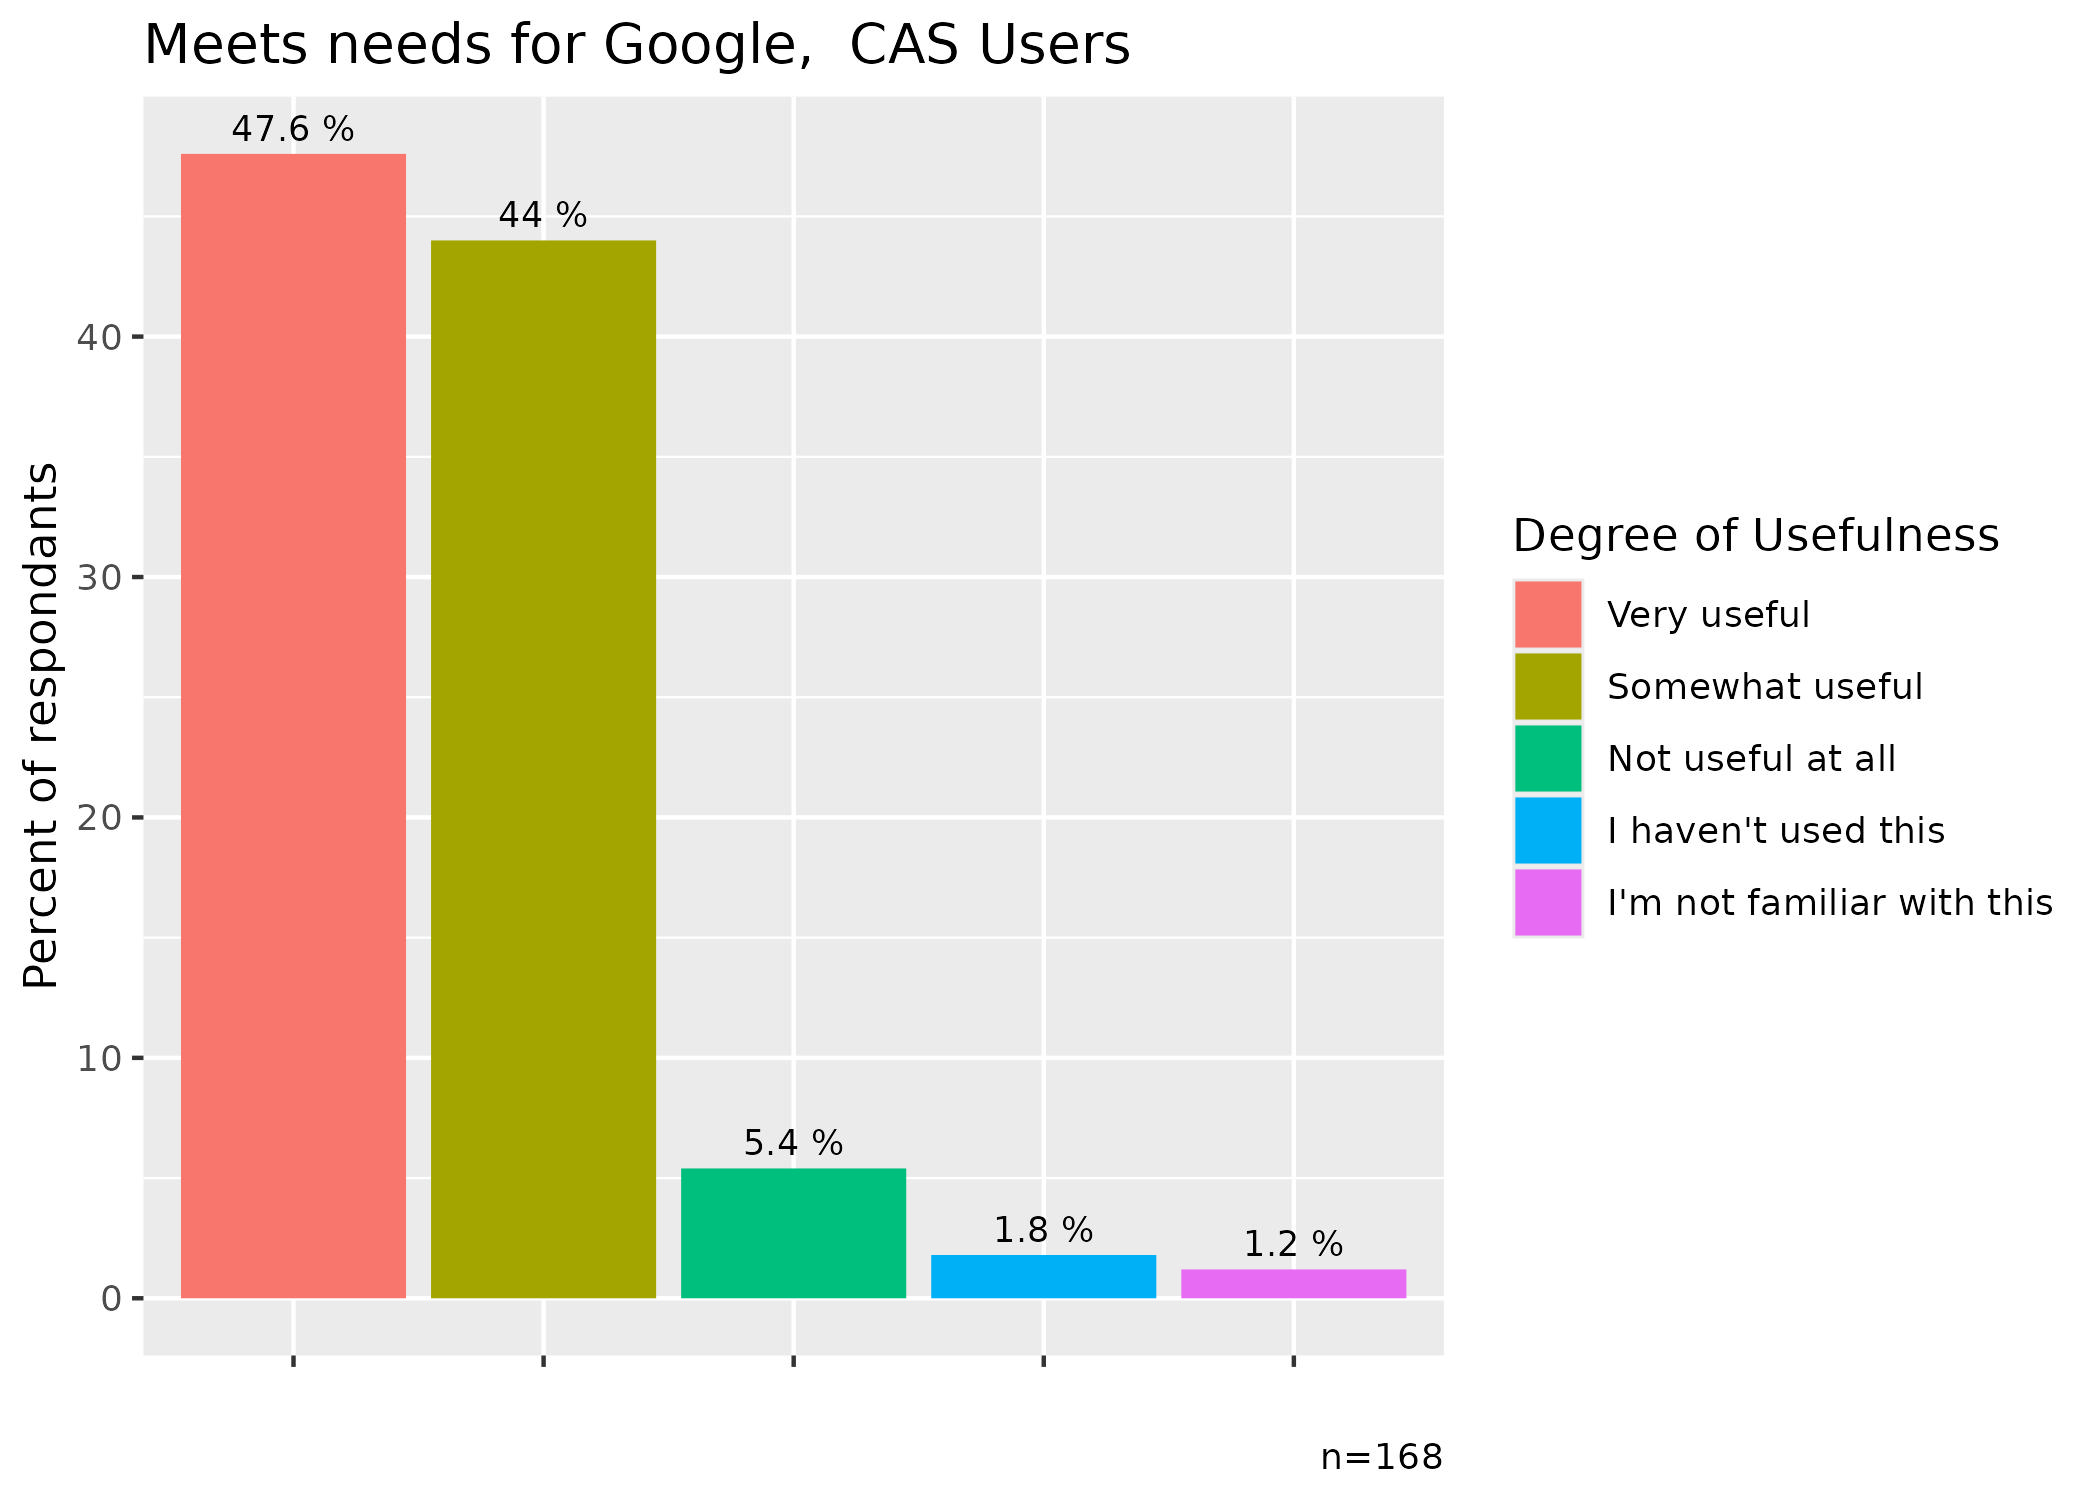 Meets needs for Google,  CAS Users
47.6 %
44 %
5.4 %
1.8 %
1.2 %
40
30
20
10
0
Percent of respondants
Degree of Usefulness
Very useful
Somewhat useful
Not useful at all
I haven't used this
I'm not familiar with this
n=168